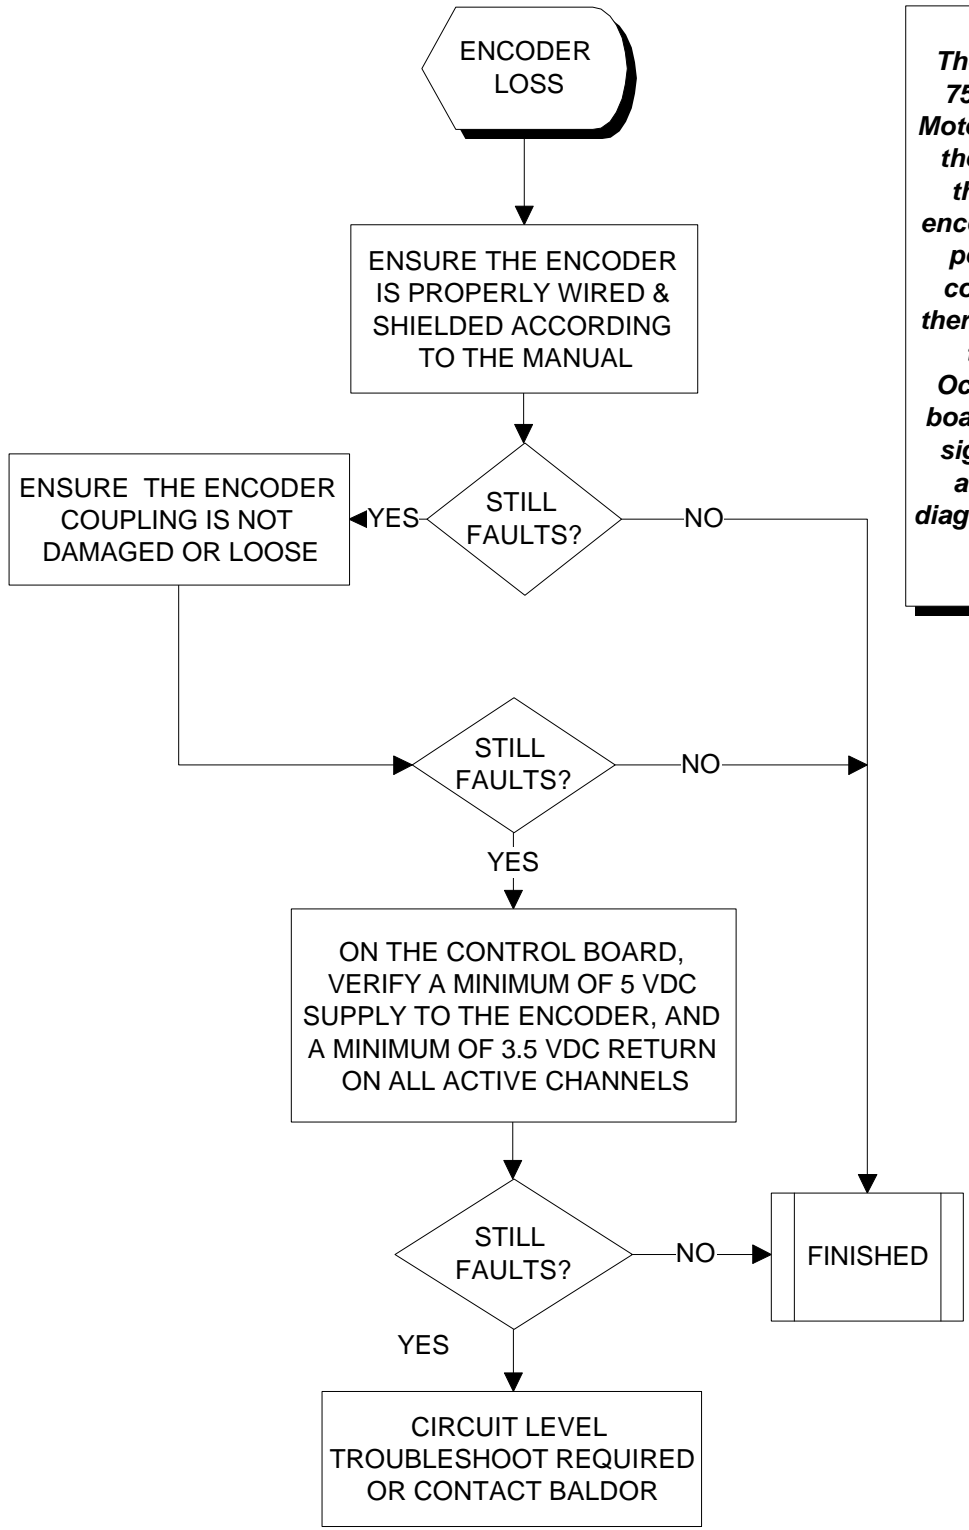 ENCODER
LOSS
ENSURE THE ENCODER
IS PROPERLY WIRED &
SHIELDED ACCORDING
TO THE MANUAL
STILL
FAULTS?
YES
NO
ENSURE THE ENCODER
COUPLING IS NOT
DAMAGED OR LOOSE
STILL
FAULTS?
NO
YES
ON THE CONTROL BOARD,
VERIFY A MINIMUM OF 5 VDC
SUPPLY TO THE ENCODER, AND
A MINIMUM OF 3.5 VDC RETURN
ON ALL ACTIVE CHANNELS
STILL
FAULTS?
NO
FINISHED
YES
CIRCUIT LEVEL
TROUBLESHOOT REQUIRED
OR CONTACT BALDOR
75